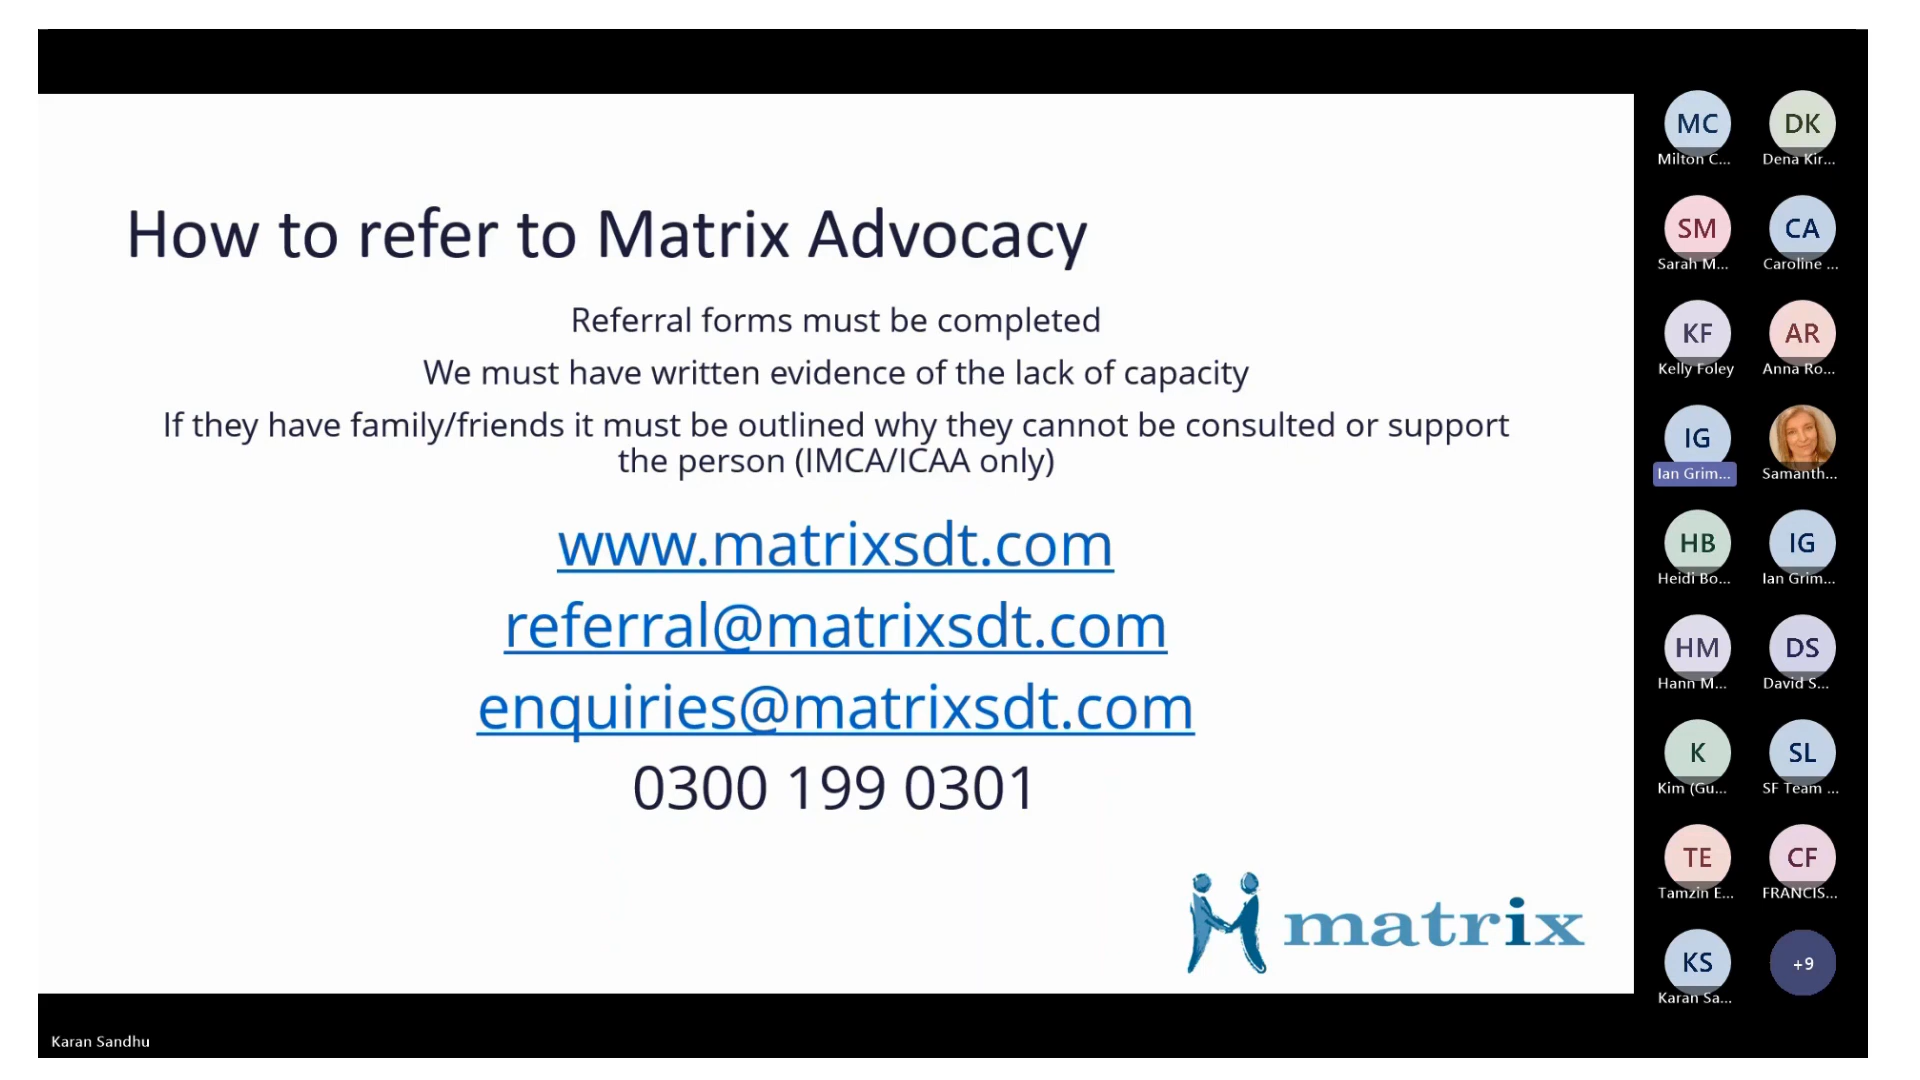 How to refer to Matrix Advocacy
Referral forms must be completed
We must have written evidence of the lack of capacity
If they have family/friends it must be outlined why they cannot be consulted or support
the person (IMCA/ICAA only)
www.matrixsdt.com
referral@matrixsdt.com
enquiries@matrixsdt.com
0300 199 0301
matrix
Karan Sandhu
MC
Milton C...
DK
Dena Kir...
SM
Sarah M...
CA
Caroline ...
KF
Kelly Foley
AR
Anna Ro...
IG
Ian Grim...
Samanth...
HB
Heidi Bo...
IG
Ian Grim...
HM
Hann M...
DS
David S...
K
Kim (Gu...
SL
SF Team ...
TE
Tamzin E...
CF
FRANCIS...
KS
Karan Sa...
+9